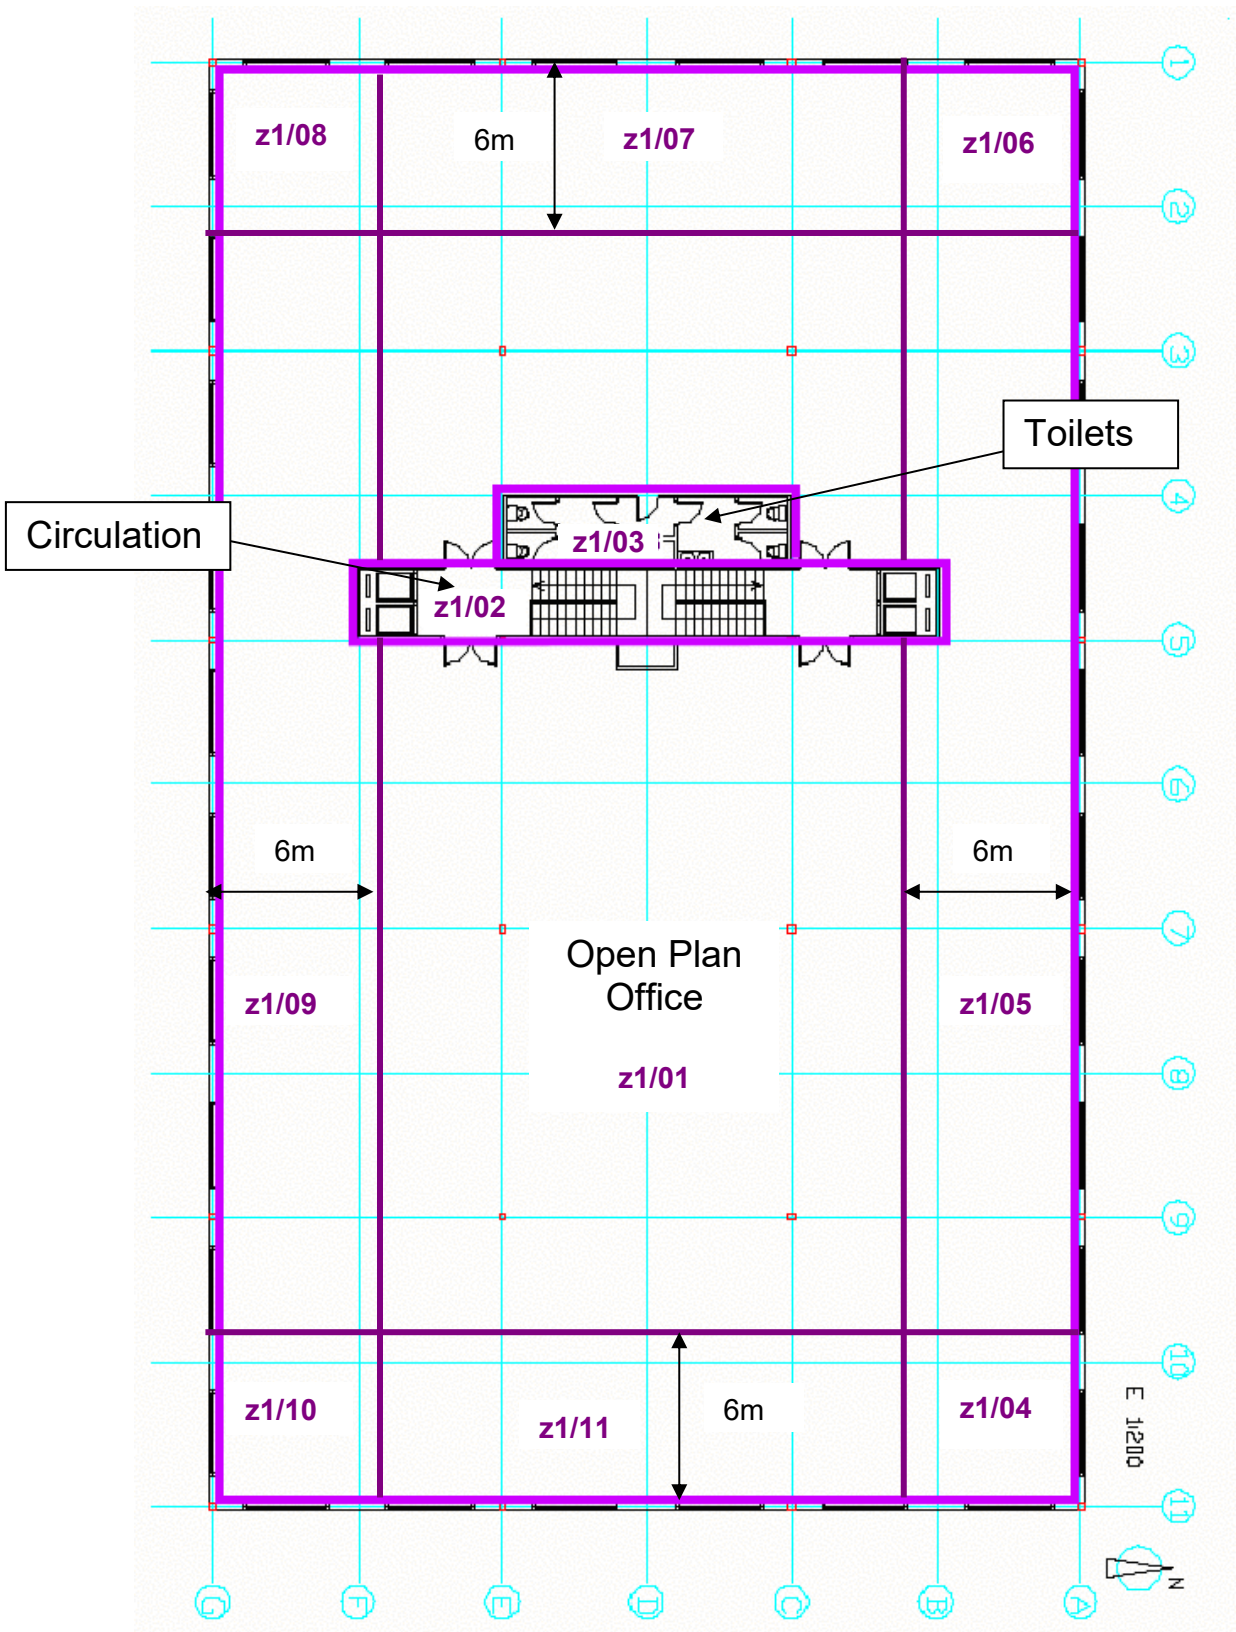 1
z1/08
6m
z1/07
z1/06
2
3
Toilets
4
Circulation
z1/03
z1/02
5
6
6m
6m
7
Open Plan
Office
z1/09
z1/05
z1/01
8
9
10
E 1:200
z1/10
z1/11
6m
z1/04
11
N
G
F
E
D
C
B
A